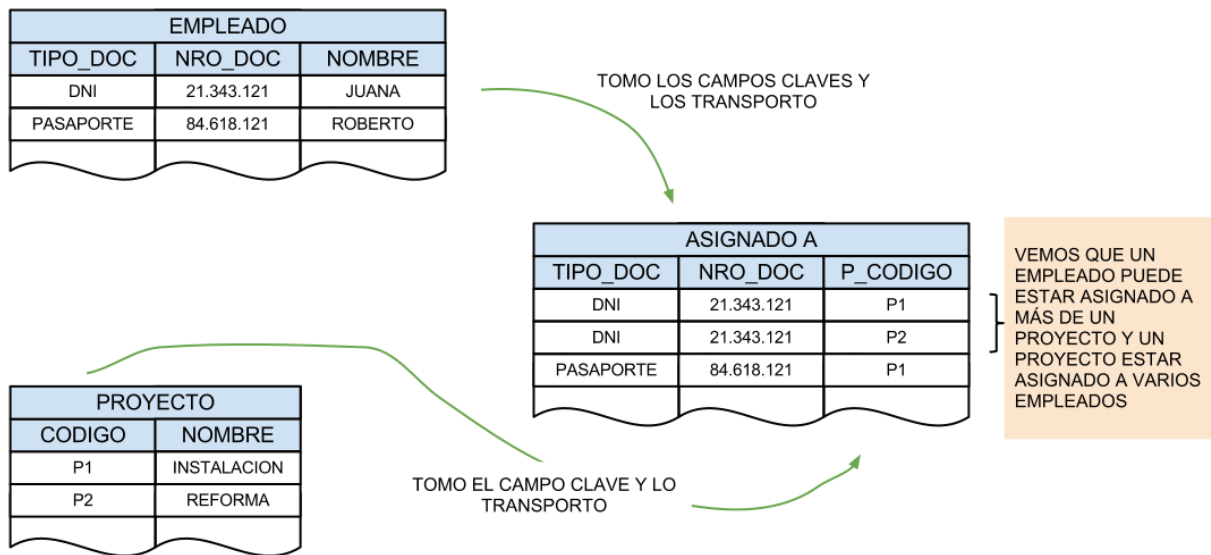 EMPLEADO
TIPO_DOC NRO_DOC NOMBRE
DNI 21.343.121 JUANA
PASAPORTE 84.618.121 ROBERTO
TOMO LOS CAMPOS CLAVES Y
LOS TRANSPORTO
ASIGNADO A
TIPO_DOC NRO_DOC P_CODIGO
DNI 21.343.121 P1
DNI 21.343.121 P2
PASAPORTE 84.618.121 P1
VEMOS QUE UN
EMPLEADO PUEDE
ESTAR ASIGNADO A
MÁS DE UN
PROYECTO Y UN
PROYECTO ESTAR
ASIGNADO A VARIOS
EMPLEADOS
PROYECTO
CODIGO NOMBRE
P1 INSTALACION
P2 REFORMA
TOMO EL CAMPO CLAVE Y LO
TRANSPORTO